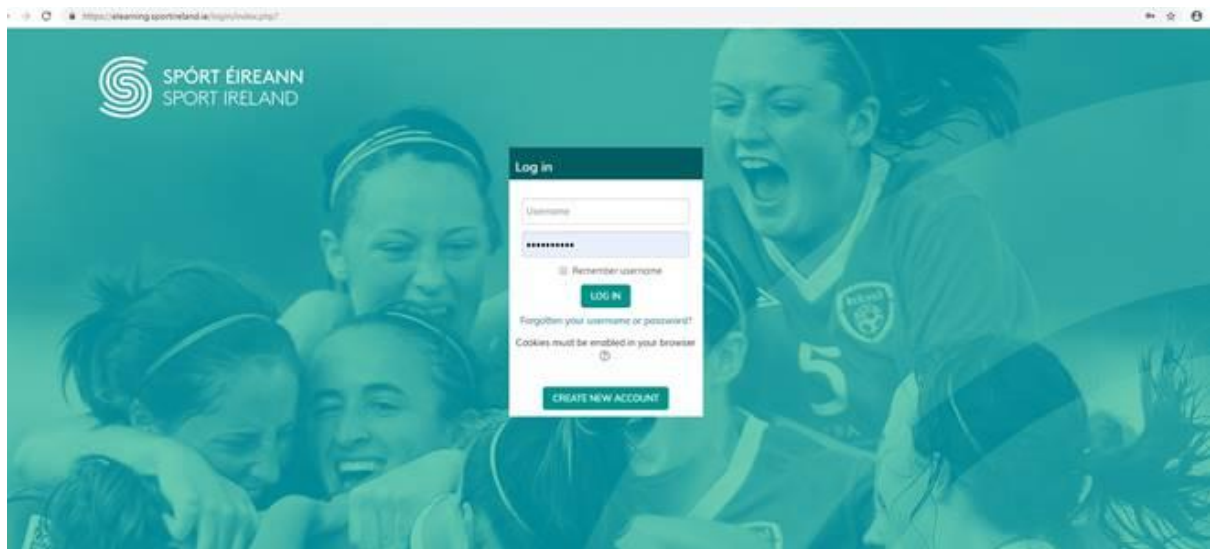 https://elearning.sportireland.ie/login/index.php?
SPÓRT ÉIREANN
SPORT IRELAND
Log in
Username
••••••••••
Remember username
LOG IN
Forgotten your username or password?
Cookies must be enabled in your browser
CREATE NEW ACCOUNT
Ireland
5